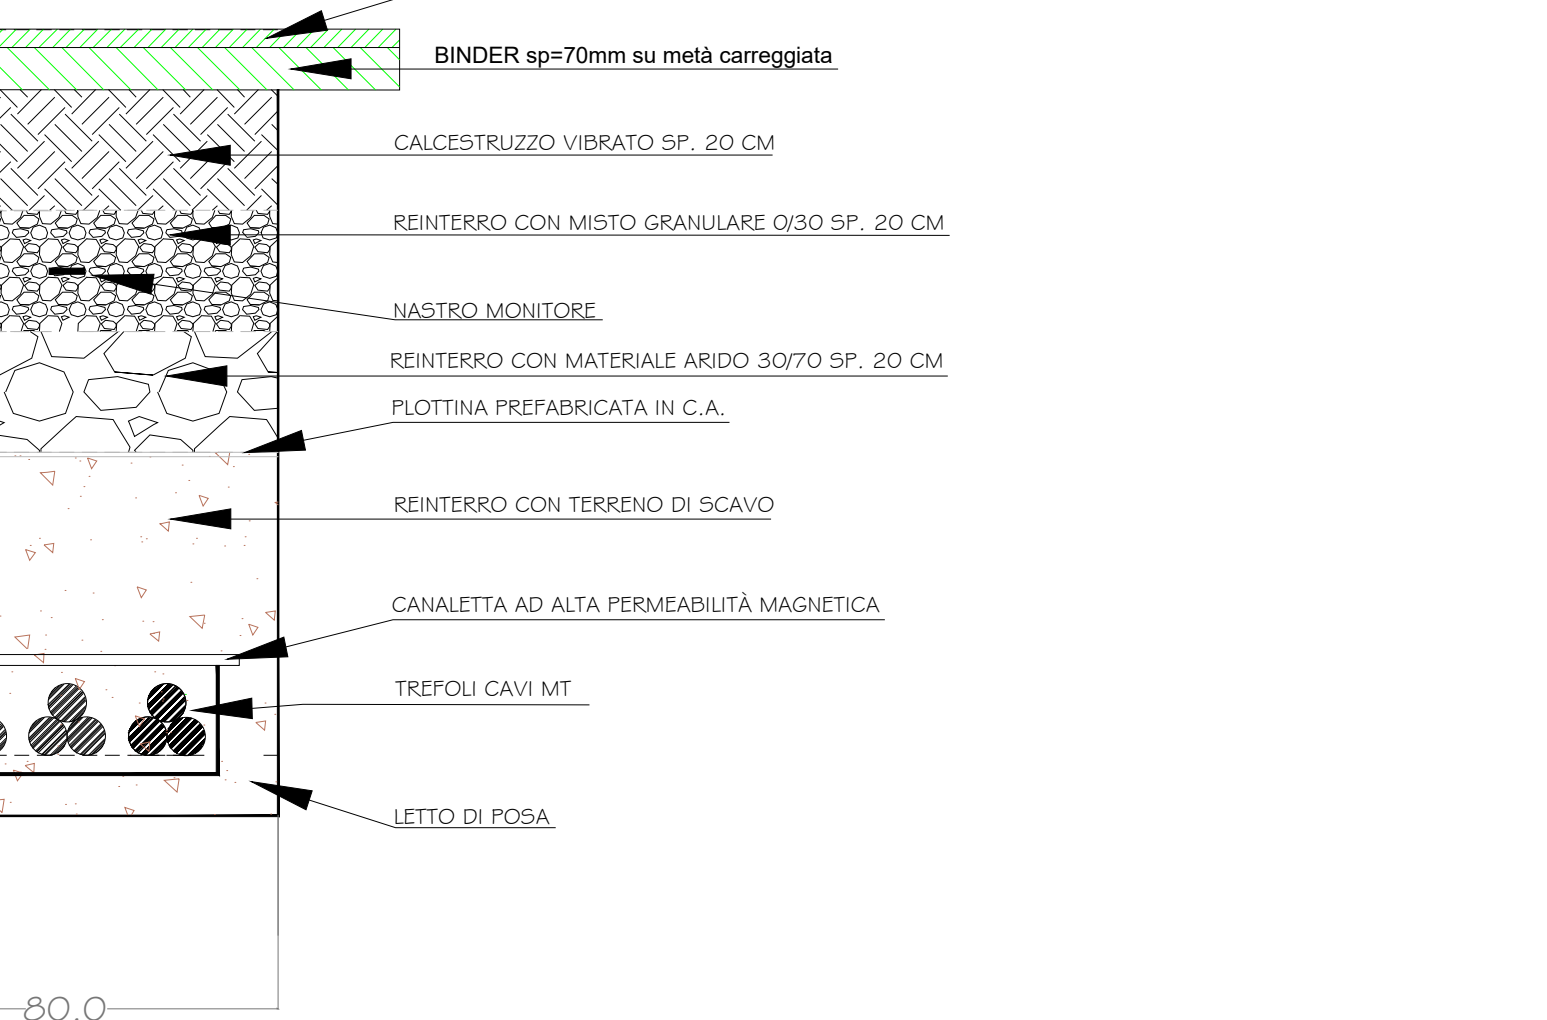 BINDER sp=70mm su metà carreggiata
CALCESTRUZZO VIBRATO SP. 20 CM
REINTERRO CON MISTO GRANULARE 0/30 SP. 20 CM
NASTRO MONITORE
REINTERRO CON MATERIALE ARIDO 30/70 SP. 20 CM
PLOTTINA PREFABRICATA IN C.A.
REINTERRO CON TERRENO DI SCAVO
CANALETTA AD ALTA PERMEABILITÀ MAGNETICA
TREFOLI CAVI MT
LETTO DI POSA
80.0